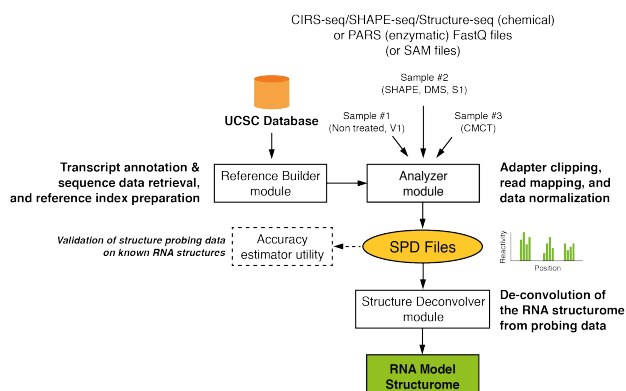 CIRS-seq/SHAPE-seq/Structure-seq (chemical)
or PARS (enzymatic) FastQ files
(or SAM files)
Sample #2
(SHAPE, DMS, S1)
Sample #1
(Non treated, V1)
Sample #3
(CMCT)
UCSC Database
Transcript annotation &
sequence data retrieval,
and reference index preparation
Reference Builder
module
Analyzer
module
Adapter clipping,
read mapping, and
data normalization
Validation of structure probing data
on known RNA structures
Accuracy
estimator utility
SPD Files
Reactivity
Position
Structure Deconvolver
module
De-convolution of
the RNA structurome
from probing data
RNA Model
Structurome